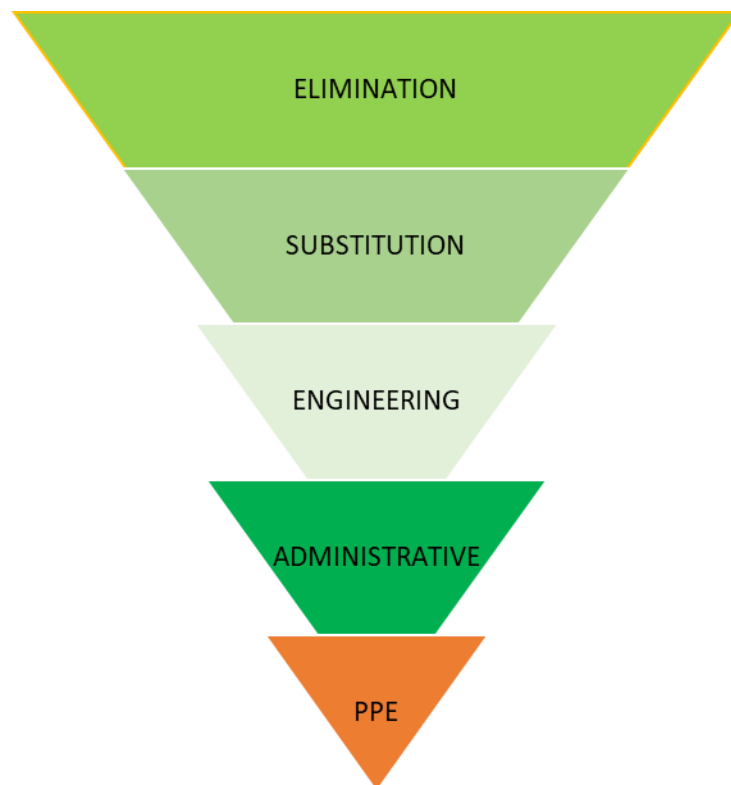 ELIMINATION
SUBSTITUTION
ENGINEERING
ADMINISTRATIVE
PPE